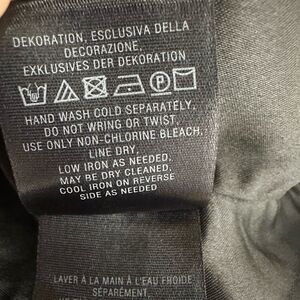 DEKORATION, ESCLUSIVA DELLA
DECORAZIONE,
EXKLUSIVES DER DEKORATION
P
HAND WASH COLD SEPARATELY,
DO NOT WRING OR TWIST,
USE ONLY NON-CHLORINE BLEACH,
LINE DRY,
LOW IRON AS NEEDED,
MAY BE DRY CLEANED,
COOL IRON ON REVERSE
SIDE AS NEEDED
LAVER À LA MAIN À L'EAU FROIDE
SÉPARÉMENT,